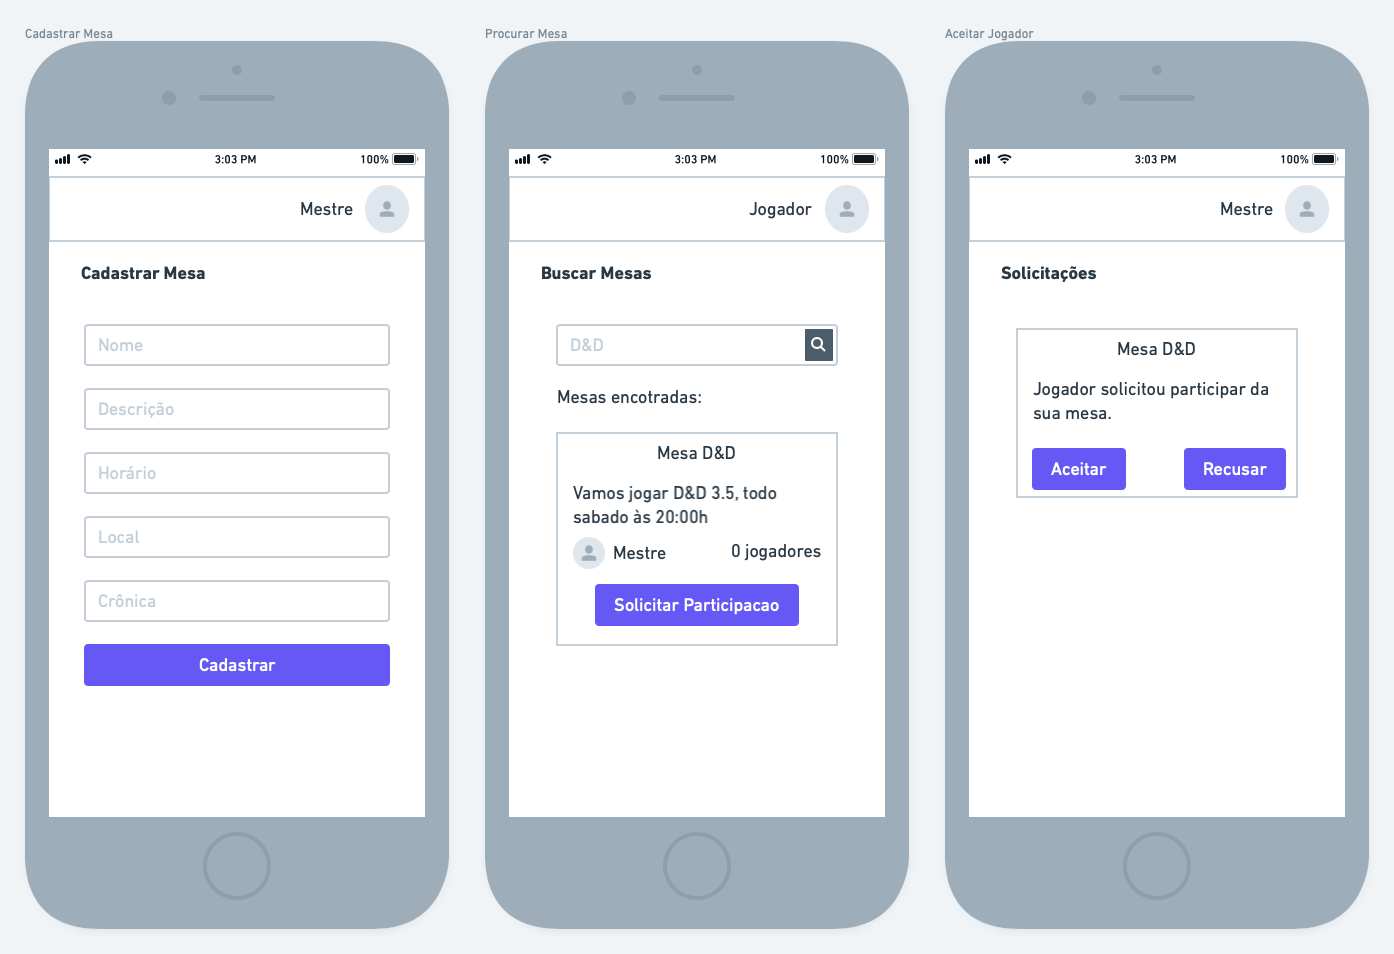 Cadastrar Mesa
3:03 PM
100%
Mestre
Cadastrar Mesa
Nome
Descrição
Horário
Local
Crônica
Cadastrar
Procurar Mesa
3:03 PM
100%
Jogador
Buscar Mesas
D&D
Mesas encotradas:
Mesa D&D
Vamos jogar D&D 3.5, todo
sabado às 20:00h
Mestre
0 jogadores
Solicitar Participacao
Aceitar Jogador
3:03 PM
100%
Mestre
Solicitações
Mesa D&D
Jogador solicitou participar da
sua mesa.
Aceitar
Recusar